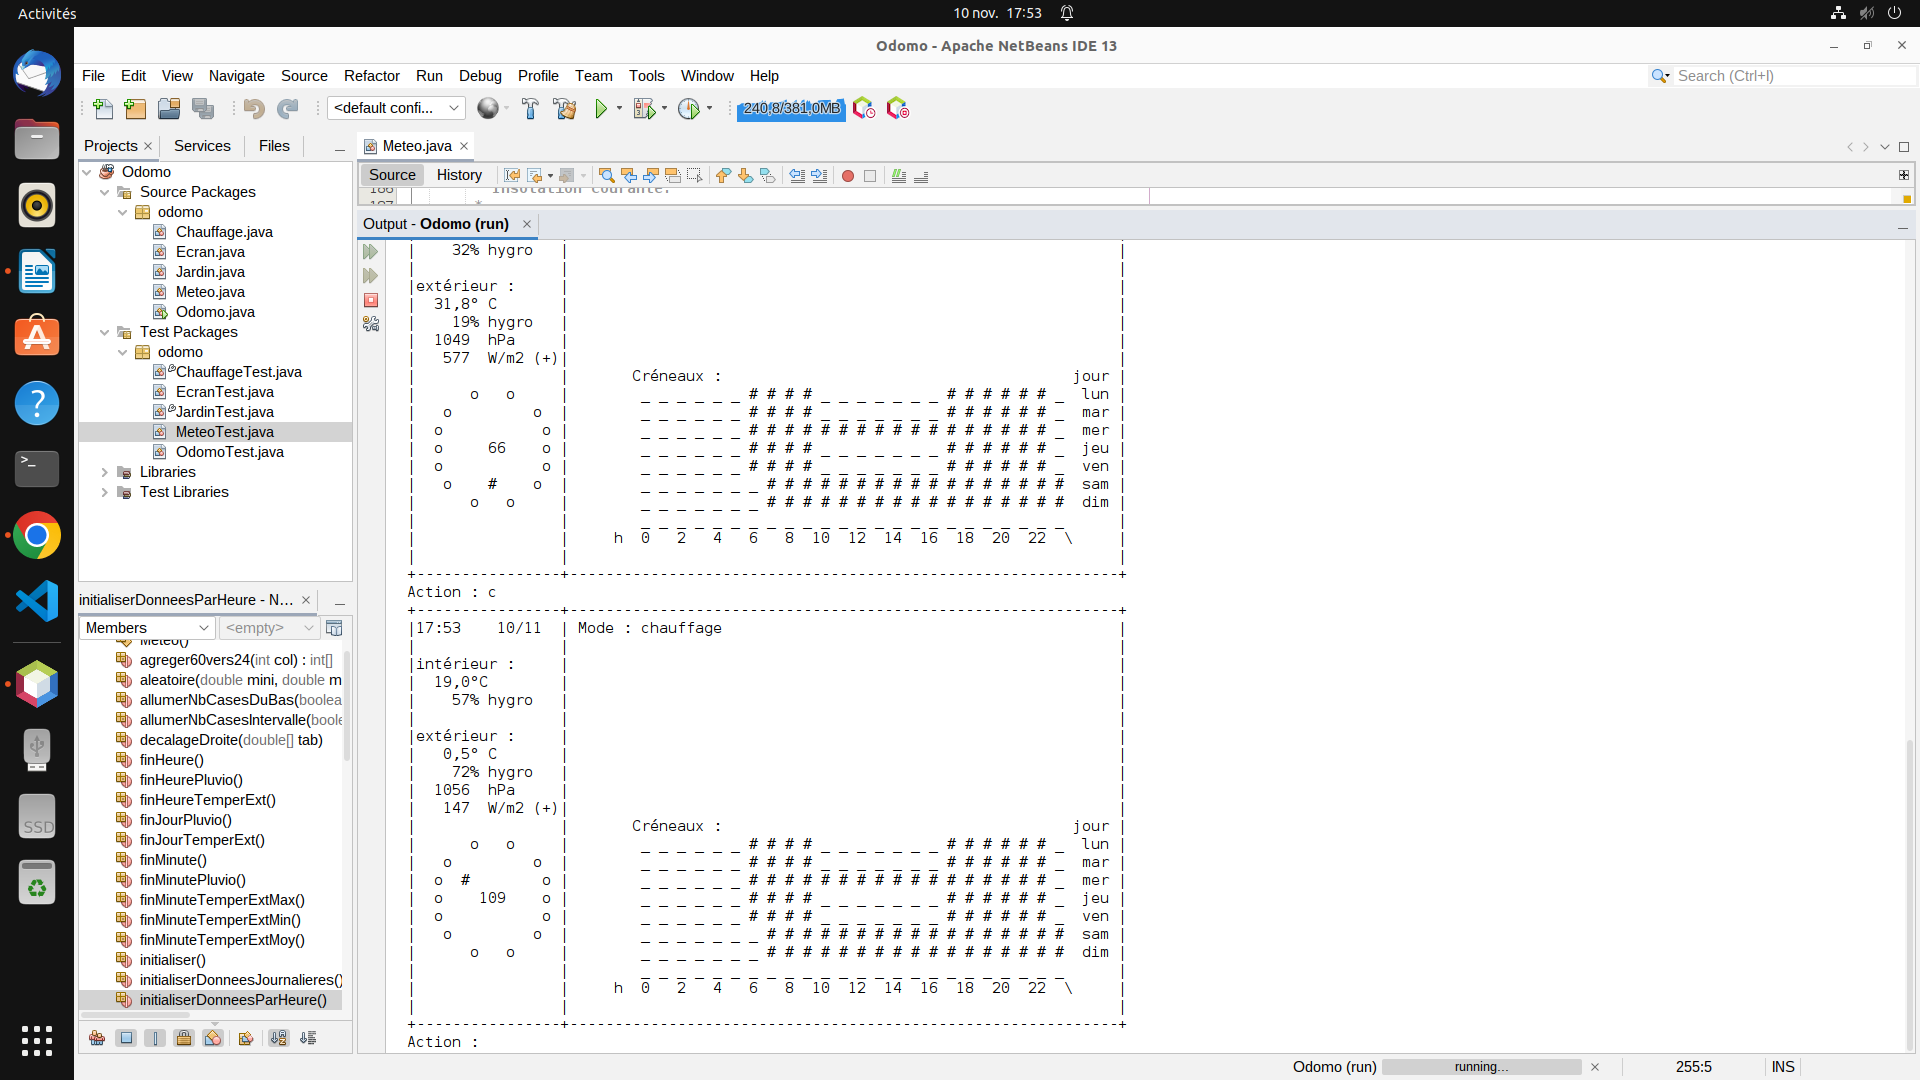 Activités
10 nov.  17:53
Odomo - Apache NetBeans IDE 13
File Edit View Navigate Source Refactor Run Debug Profile Team Tools Window Help
Search (Ctrl+I)
<default confi...
240,8/381,0MB
Projects
Services
Files
Meteo.java
Source
History
Odomo
Source Packages
odomo
Chauffage.java
Ecran.java
Jardin.java
Meteo.java
Odomo.java
Test Packages
odomo
ChauffageTest.java
EcranTest.java
JardinTest.java
MeteoTest.java
OdomoTest.java
Libraries
Test Libraries
initialiserDonneesParHeure - N...
Members
<empty>
Meteo()
agreger60vers24(int col) : int[]
aleatoire(double mini, double m
allumerNbCasesDuBas(boolea
allumerNbCasesIntervalle(boole
decalageDroite(double[] tab)
finHeure()
finHeurePluvio()
finHeureTemperExt()
finJourPluvio()
finJourTemperExt()
finMinute()
finMinutePluvio()
finMinuteTemperExtMax()
finMinuteTemperExtMin()
finMinuteTemperExtMoy()
initialiser()
initialiserDonneesJournalieres()
initialiserDonneesParHeure()
186 Insolation courante.
187 *
Output - Odomo (run)
|    32% hygro   |                                                             |
|                |                                                             |
|extérieur :     |                                                             |
|  31,8° C       |                                                             |
|    19% hygro   |                                                             |
|  1049  hPa     |                                                             |
|   577  W/m2 (+)|                                                             |
|                |       Créneaux :                                       jour |
|      o   o     |        _ _ _ _ _ _ # # # # _ _ _ _ _ _ _ # # # # # # _  lun |
|   o         o  |        _ _ _ _ _ _ # # # # _ _ _ _ _ _ _ # # # # # # _  mar |
|  o           o |        _ _ _ _ _ _ # # # # # # # # # # # # # # # # # _  mer |
|  o     66    o |        _ _ _ _ _ _ # # # # _ _ _ _ _ _ _ # # # # # # _  jeu |
|  o           o |        _ _ _ _ _ _ # # # # _ _ _ _ _ _ _ # # # # # # _  ven |
|   o    #    o  |        _ _ _ _ _ _ _ # # # # # # # # # # # # # # # # #  sam |
|      o   o     |        _ _ _ _ _ _ _ # # # # # # # # # # # # # # # # #  dim |
|                |        _ _ _ _ _ _ _ _ _ _ _ _ _ _ _ _ _ _ _ _ _ _ _ _      |
|                |     h  0   2   4   6   8  10  12  14  16  18  20  22  \     |
|                |                                                             |
+----------------+-------------------------------------------------------------+
Action : c
+----------------+-------------------------------------------------------------+
|17:53    10/11  | Mode : chauffage                                            |
|                |                                                             |
|intérieur :     |                                                             |
|  19,0°C        |                                                             |
|    57% hygro   |                                                             |
|                |                                                             |
|extérieur :     |                                                             |
|   0,5° C       |                                                             |
|    72% hygro   |                                                             |
|  1056  hPa     |                                                             |
|   147  W/m2 (+)|                                                             |
|                |       Créneaux :                                       jour |
|      o   o     |        _ _ _ _ _ _ # # # # _ _ _ _ _ _ _ # # # # # # _  lun |
|   o         o  |        _ _ _ _ _ _ # # # # _ _ _ _ _ _ _ # # # # # # _  mar |
|  o  #        o |        _ _ _ _ _ _ # # # # # # # # # # # # # # # # # _  mer |
|  o    109    o |        _ _ _ _ _ _ # # # # _ _ _ _ _ _ _ # # # # # # _  jeu |
|  o           o |        _ _ _ _ _ _ # # # # _ _ _ _ _ _ _ # # # # # # _  ven |
|   o         o  |        _ _ _ _ _ _ _ # # # # # # # # # # # # # # # # #  sam |
|      o   o     |        _ _ _ _ _ _ _ # # # # # # # # # # # # # # # # #  dim |
|                |        _ _ _ _ _ _ _ _ _ _ _ _ _ _ _ _ _ _ _ _ _ _ _ _      |
|                |     h  0   2   4   6   8  10  12  14  16  18  20  22  \     |
|                |                                                             |
+----------------+-------------------------------------------------------------+
Action :
Odomo (run)
running...
255:5
INS
SSD